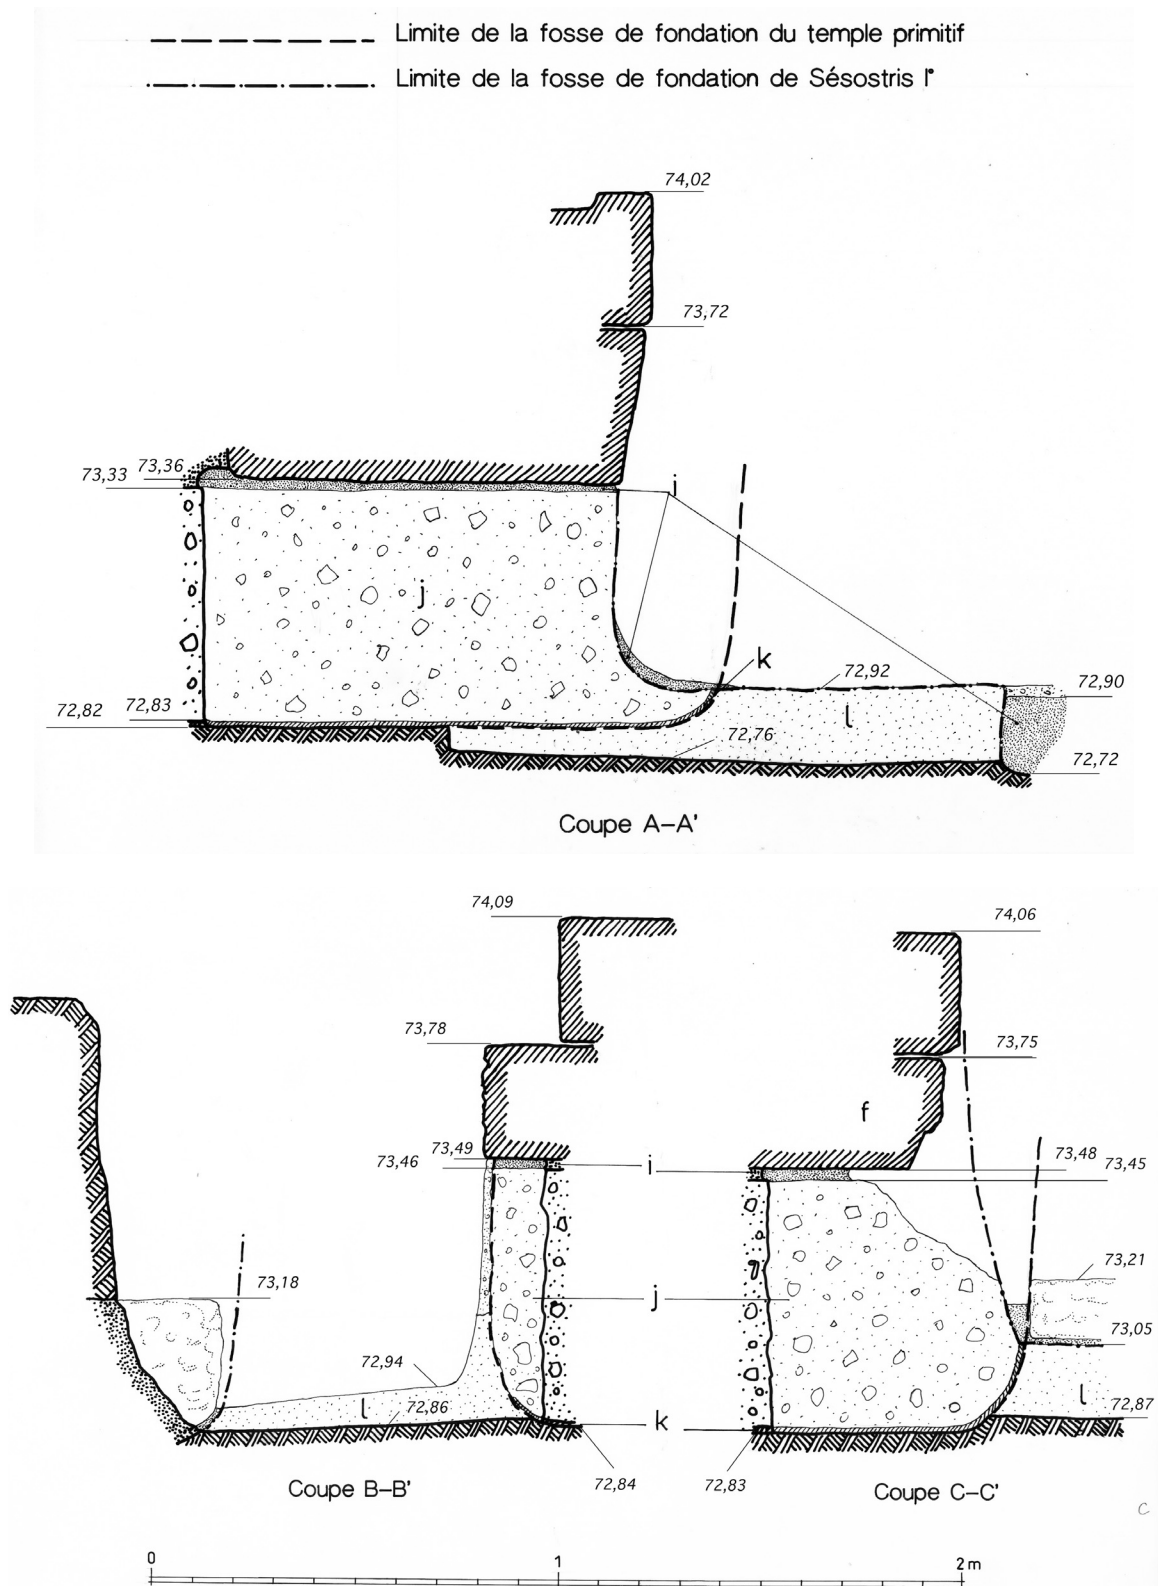 Limite de la fosse de fondation du temple primitif
Limite de la fosse de fondation de Sésostris I°
74,02
73,72
73,33 73,36
i
j
k
72,92
72,90
72,82 72,83
l
72,76
72,72
Coupe A–A'
74,09
74,06
73,78
73,75
f
73,49
73,46
i
73,48
73,45
73,18
j
73,21
73,05
72,94
l
72,86
k
l
72,87
72,84
72,83
Coupe B–B'
Coupe C–C'
C
0 1 2 m